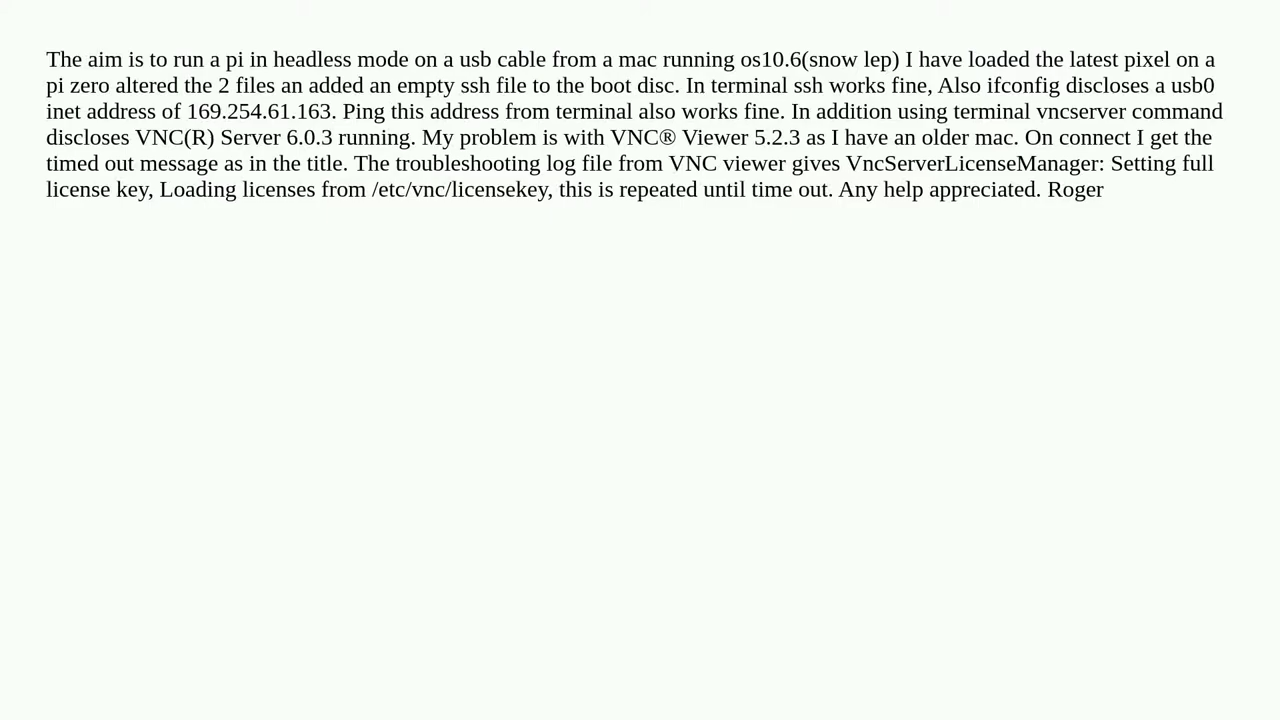 The aim is to run a pi in headless mode on a usb cable from a mac running os10.6(snow lep) I have loaded the latest pixel on a
pi zero altered the 2 files an added an empty ssh file to the boot disc. In terminal ssh works fine, Also ifconfig discloses a usb0
inet address of 169.254.61.163. Ping this address from terminal also works fine. In addition using terminal vncserver command
discloses VNC(R) Server 6.0.3 running. My problem is with VNC® Viewer 5.2.3 as I have an older mac. On connect I get the
timed out message as in the title. The troubleshooting log file from VNC viewer gives VncServerLicenseManager: Setting full
license key, Loading licenses from /etc/vnc/licensekey, this is repeated until time out. Any help appreciated. Roger